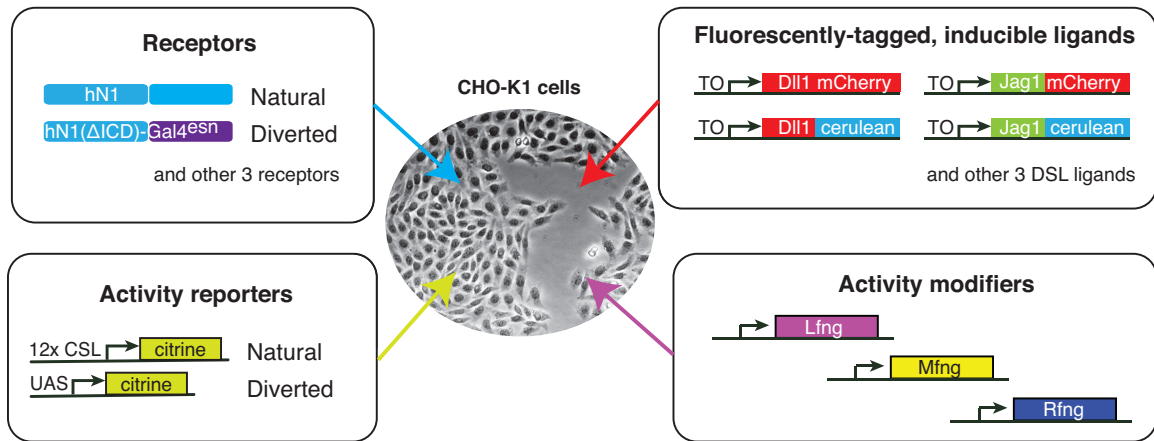 Receptors
hN1
Natural
hN1(ΔICD)-Gal4esn
Diverted
and other 3 receptors
CHO-K1 cells
Fluorescently-tagged, inducible ligands
TO Dll1 mCherry TO Jag1 mCherry
TO Dll1 cerulean TO Jag1 cerulean
and other 3 DSL ligands
Activity reporters
12x CSL citrine Natural
UAS citrine Diverted
Activity modifiers
Lfng
Mfng
Rfng